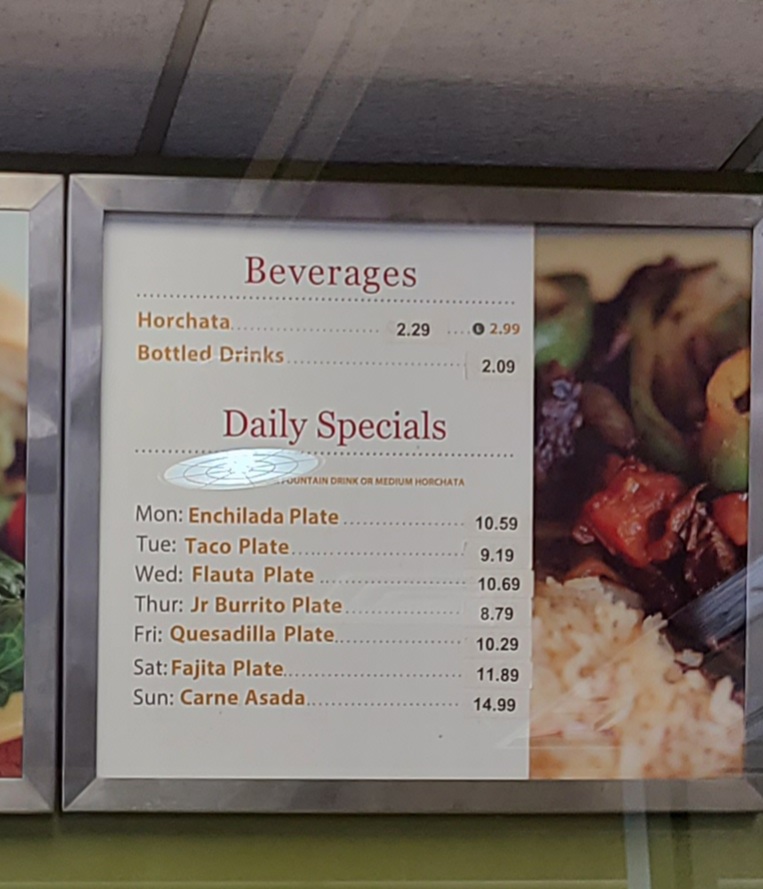 Beverages
Horchata 2.29 L 2.99
Bottled Drinks 2.09
Daily Specials
FOUNTAIN DRINK OR MEDIUM HORCHATA
Mon: Enchilada Plate 10.59
Tue: Taco Plate 9.19
Wed: Flauta Plate 10.69
Thur: Jr Burrito Plate 8.79
Fri: Quesadilla Plate 10.29
Sat: Fajita Plate 11.89
Sun: Carne Asada 14.99